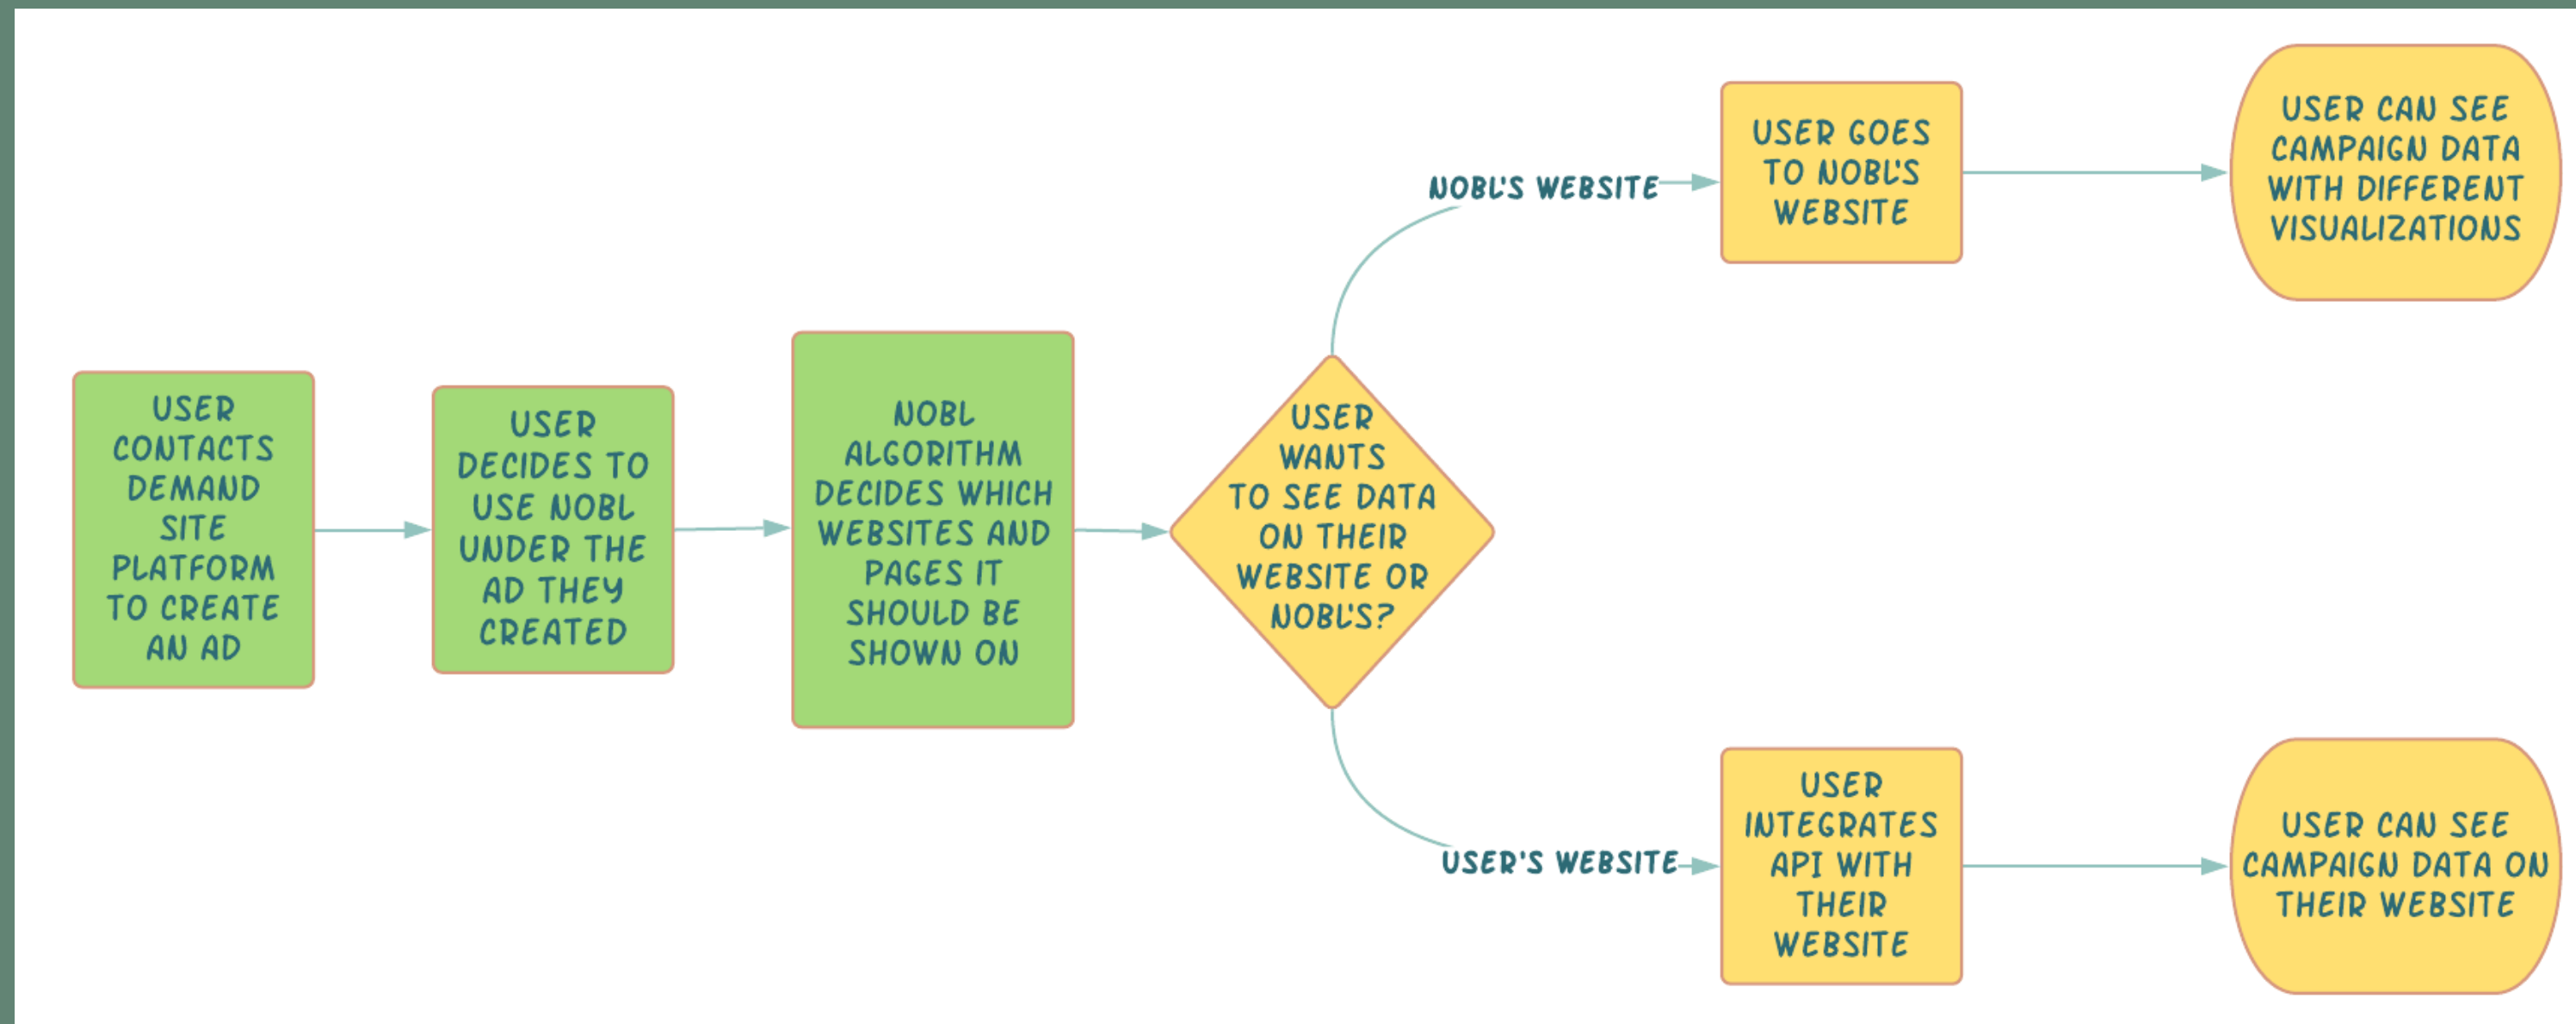 USER
CONTACTS
DEMAND
SITE
PLATFORM
TO CREATE
AN AD
USER
DECIDES TO
USE NOBL
UNDER THE
AD THEY
CREATED
NOBL
ALGORITHM
DECIDES WHICH
WEBSITES AND
PAGES IT
SHOULD BE
SHOWN ON
USER
WANTS
TO SEE DATA
ON THEIR
WEBSITE OR
NOBL'S?
NOBL'S WEBSITE
USER GOES
TO NOBL'S
WEBSITE
USER CAN SEE
CAMPAIGN DATA
WITH DIFFERENT
VISUALIZATIONS
USER'S WEBSITE
USER
INTEGRATES
API WITH
THEIR
WEBSITE
USER CAN SEE
CAMPAIGN DATA ON
THEIR WEBSITE